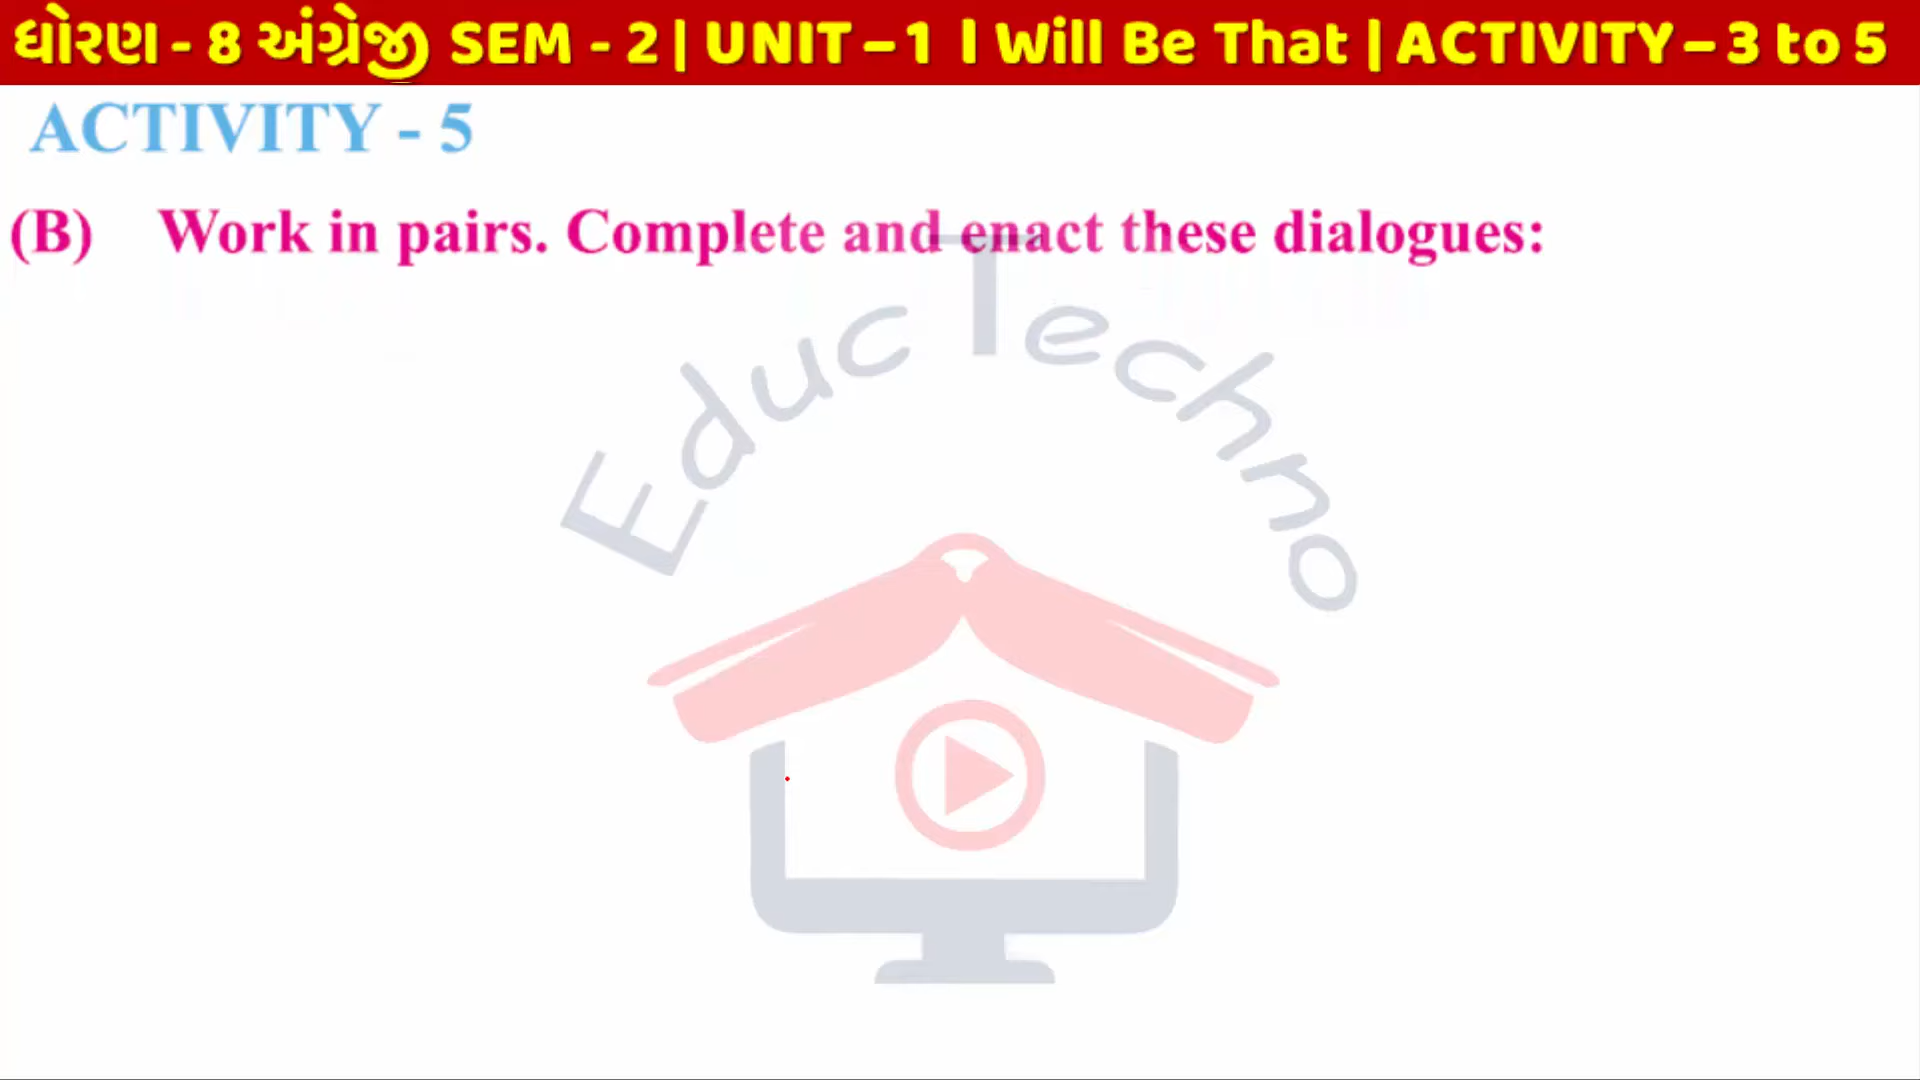 ધોરણ - 8 અંગ્રેજી SEM - 2 | UNIT – 1 I Will Be That | ACTIVITY – 3 to 5
ACTIVITY - 5
(B) Work in pairs. Complete and enact these dialogues:
EducTechno